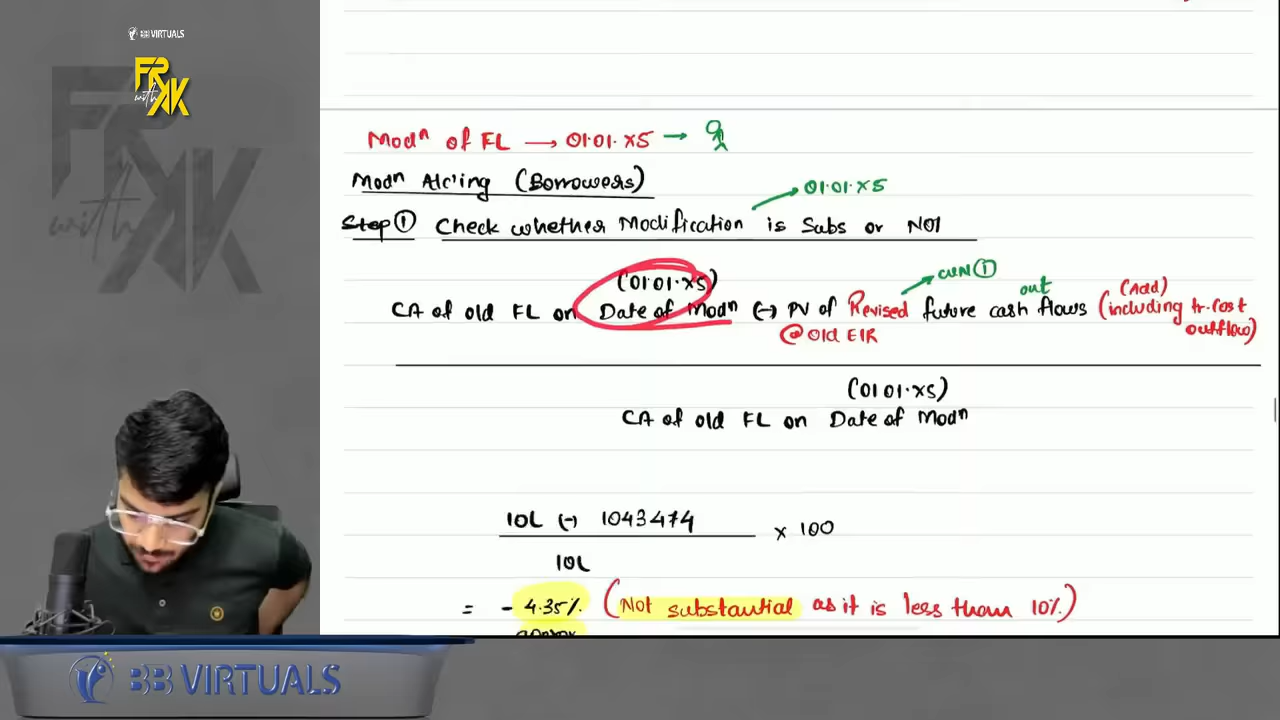 BB VIRTUALS
FR
with KK
Modn of FL → 01.01.X5 →
Modn A/c'ing (Borrowers)
01.01.X5
Step ① Check whether Modification is Subs or NOT
(01.01.X5)
CA of old FL on Date of Modn (-) PV of Revised future cash flows (including tr.cost outflow)
out
(Add)
@ Old EIR
(01.01.X5)
CA of old FL on Date of Modn
10L (-) 1043474
x 100
10L
= - 4.35% (Not substantial as it is less than 10%)
approx
BB VIRTUALS